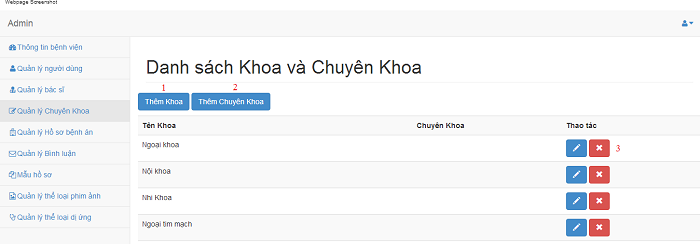 Webpage Screenshot
Admin
Thông tin bệnh viện
Quản lý người dùng
Quản lý bác sĩ
Quản lý Chuyên Khoa
Quản lý Hồ sơ bệnh án
Quản lý Bình luận
Mẫu hồ sơ
Quản lý thể loại phim ảnh
Quản lý thể loại dị ứng
Danh sách Khoa và Chuyên Khoa
1 2
Thêm Khoa Thêm Chuyên Khoa
Tên Khoa Chuyên Khoa Thao tác
Ngoại khoa 3
Nội khoa
Nhi Khoa
Ngoại tim mạch